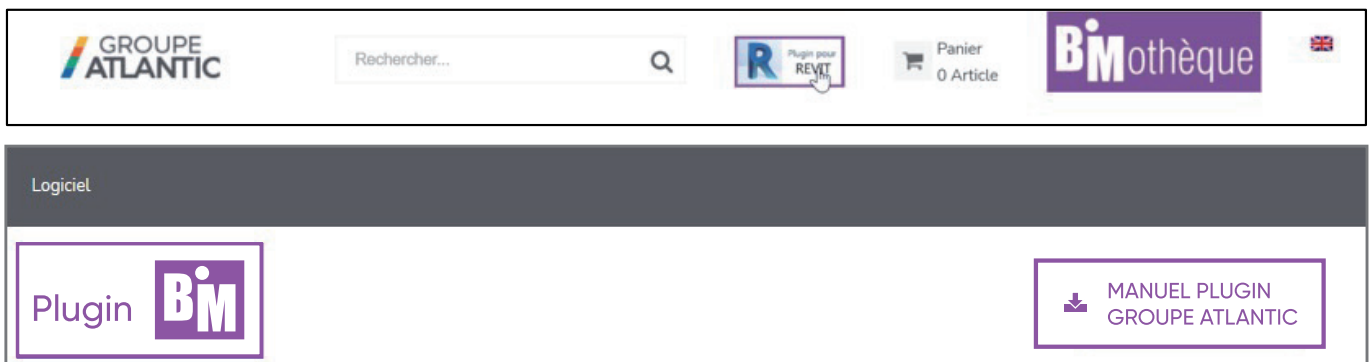 GROUPE
ATLANTIC
Rechercher...
R
Plugin pour
REVIT
Panier
0 Article
BIMothèque
Logiciel
Plugin BIM
MANUEL PLUGIN
GROUPE ATLANTIC